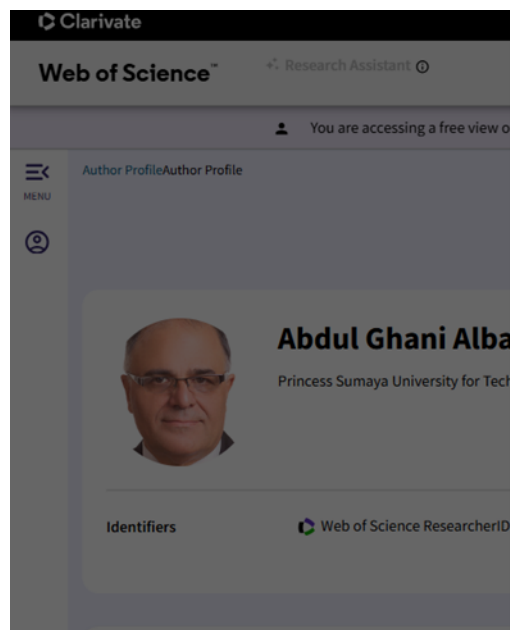 Clarivate
Web of Science™
Research Assistant
You are accessing a free view o
MENU
Author ProfileAuthor Profile
Abdul Ghani Alba
Princess Sumaya University for Tech
Identifiers
Web of Science ResearcherID